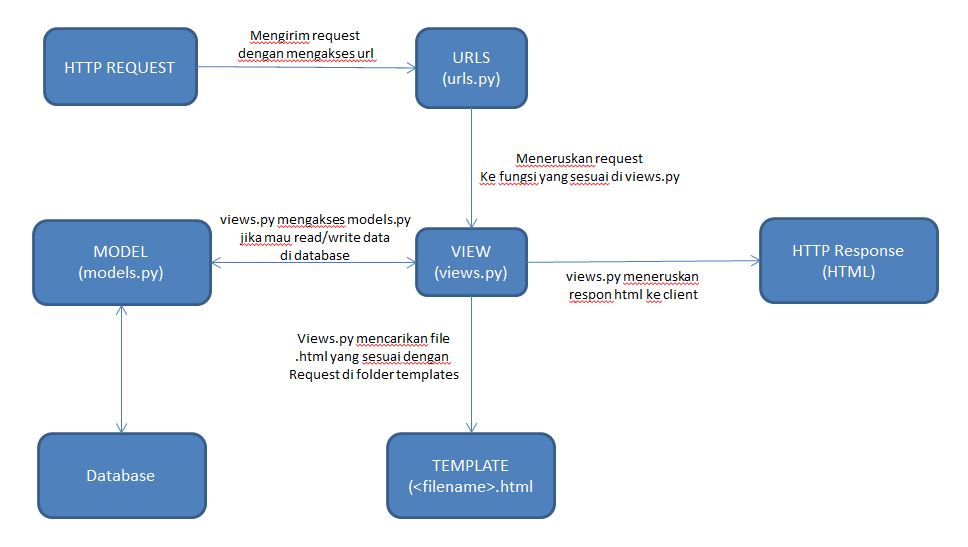 Mengirim request
dengan mengakses url
HTTP REQUEST
URLS
(urls.py)
Meneruskan request
Ke fungsi yang sesuai di views.py
views.py mengakses models.py
jika mau read/write data
di database
MODEL
(models.py)
VIEW
(views.py)
HTTP Response
(HTML)
views.py meneruskan
respon html ke client
Views.py mencarikan file
.html yang sesuai dengan
Request di folder templates
Database
TEMPLATE
(<filename>.html